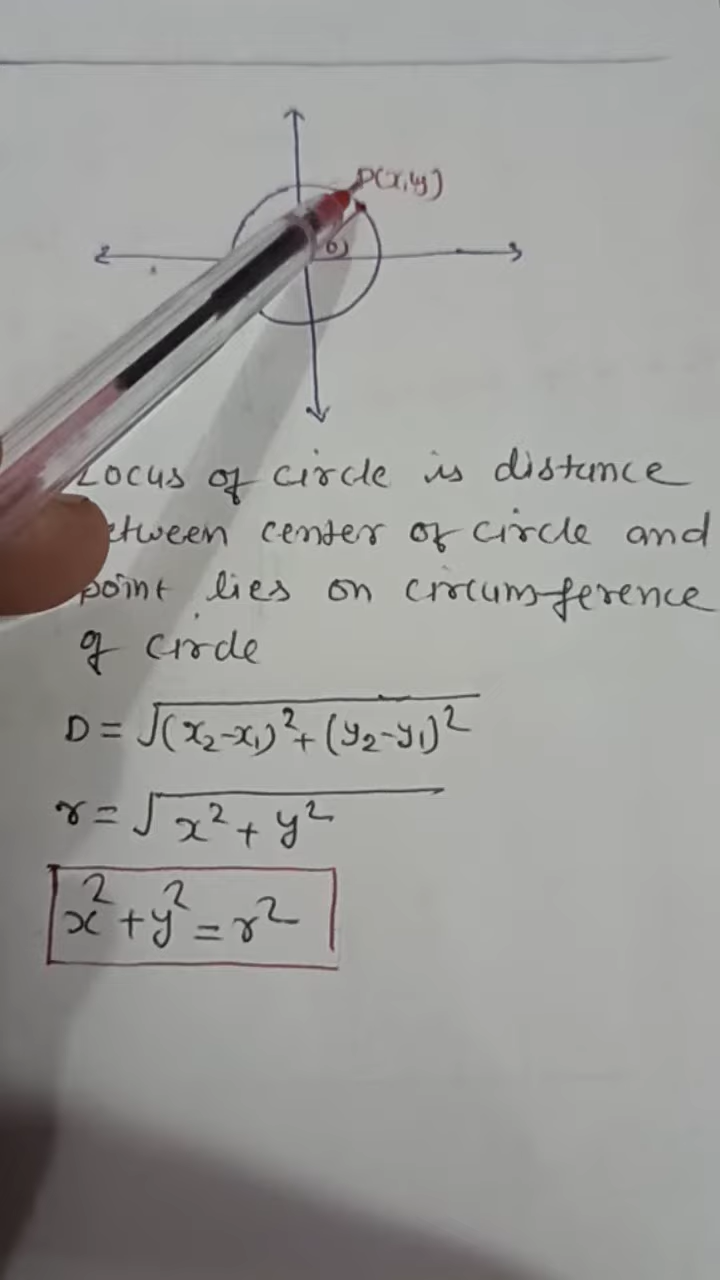 P(x,y)
θ
Locus of circle is distance
etween center of circle and
point lies on circumference
of circle
D = √(x₂-x₁)² + (y₂-y₁)²
r = √x² + y²
x² + y² = r²